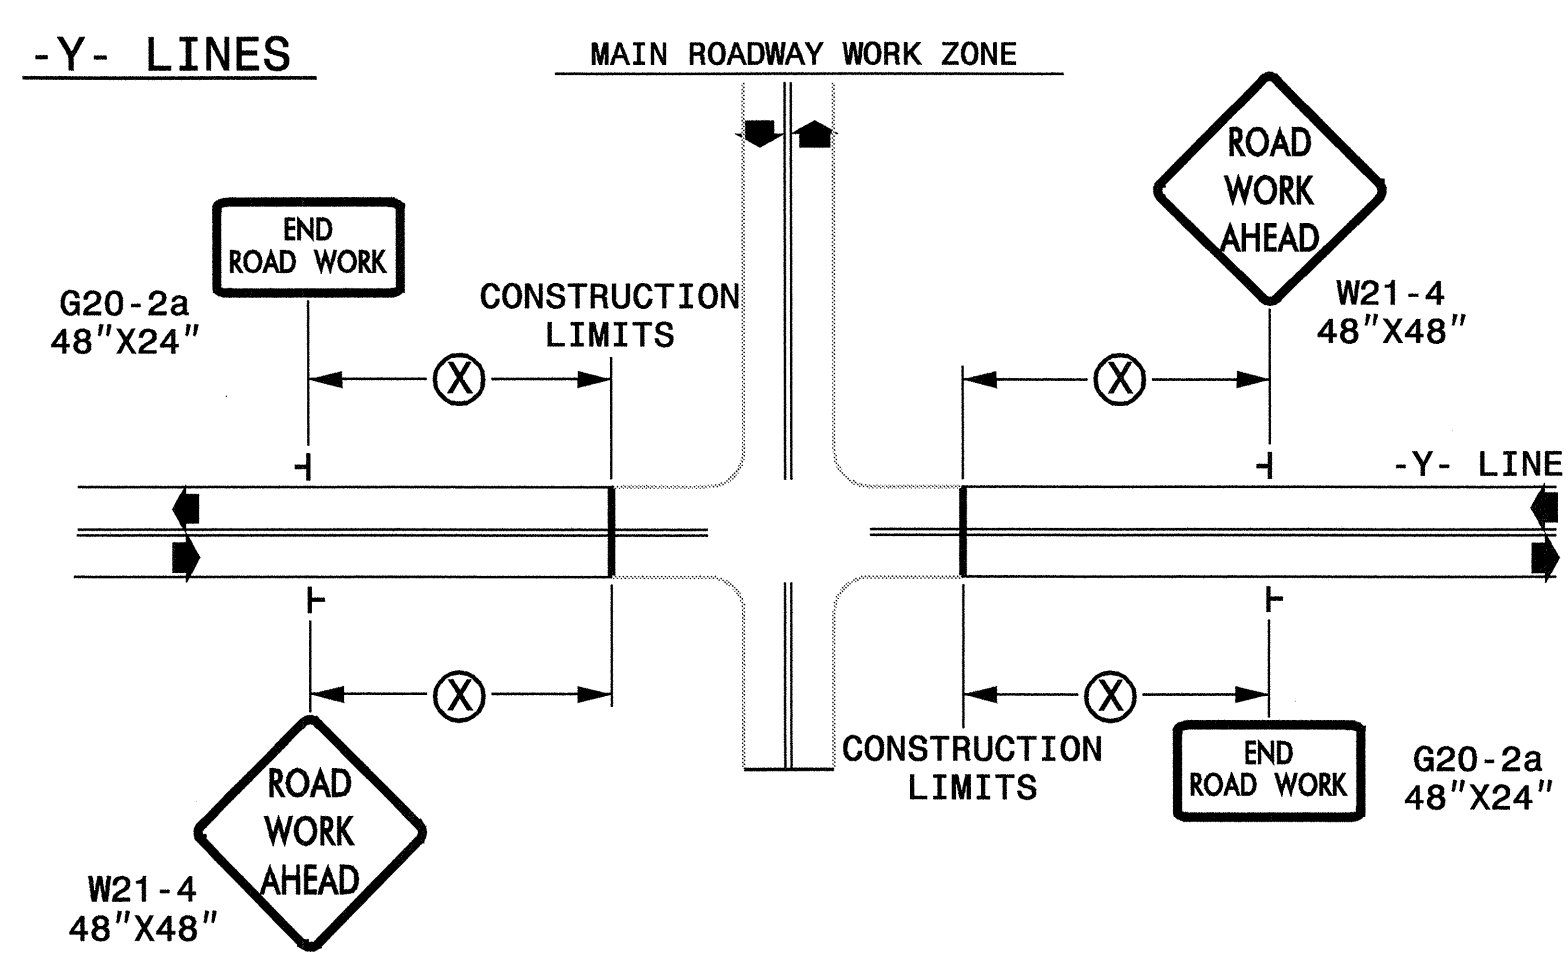 -Y- LINES
MAIN ROADWAY WORK ZONE
ROAD
WORK
AHEAD
END
ROAD WORK
G20-2a
48"X24"
CONSTRUCTION
LIMITS
W21-4
48"X48"
X
X
-Y- LINE
X
X
CONSTRUCTION
LIMITS
END
ROAD WORK
G20-2a
48"X24"
ROAD
WORK
AHEAD
W21-4
48"X48"